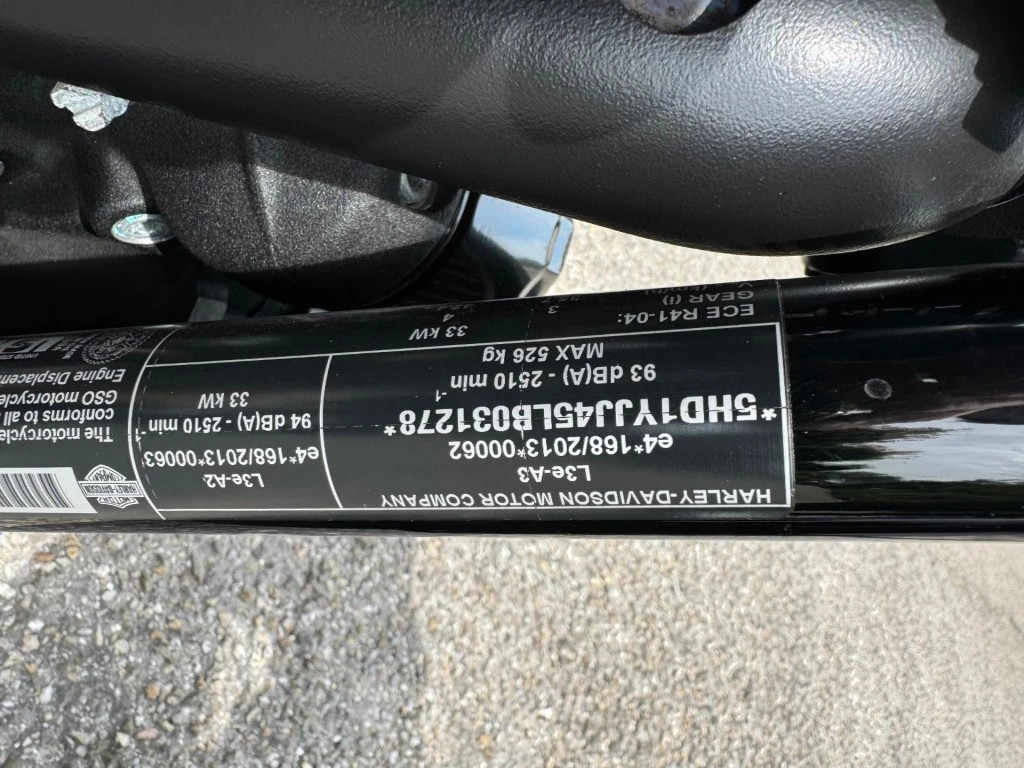 HARLEY-DAVIDSON MOTOR COMPANY
L3e-A3
e4*168/2013*00062
*5HD1YJJ45LB031278*
93 dB(A) - 2510 min⁻¹
MAX 526 kg
L3e-A2
e4*168/2013*00063
94 dB(A) - 2510 min⁻¹
33 kW
ECE R41-04:
33 kW
GEAR (i)
3
4
The motorcycle
conforms to all
GSO motorcycle
Engine Displacem